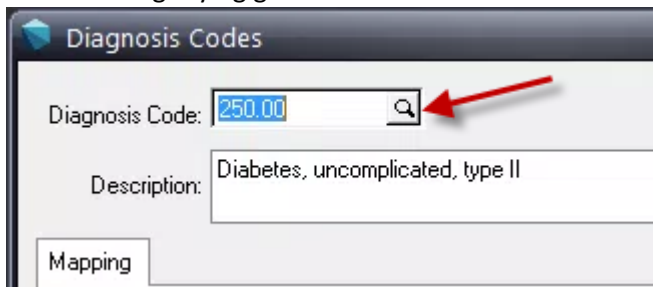 Diagnosis Codes
Diagnosis Code: 250.00
Description: Diabetes, uncomplicated, type II
Mapping